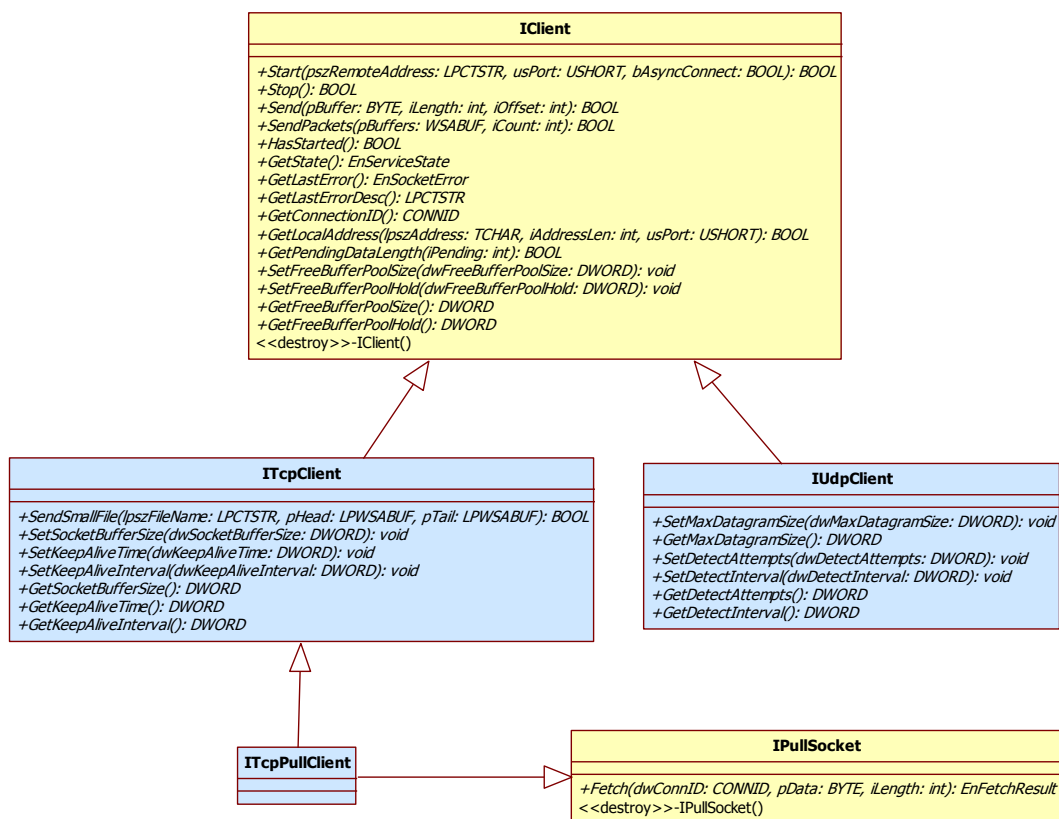 IClient
+Start(pszRemoteAddress: LPCTSTR, usPort: USHORT, bAsyncConnect: BOOL): BOOL
+Stop(): BOOL
+Send(pBuffer: BYTE, iLength: int, iOffset: int): BOOL
+SendPackets(pBuffers: WSABUF, iCount: int): BOOL
+HasStarted(): BOOL
+GetState(): EnServiceState
+GetLastError(): EnSocketError
+GetLastErrorDesc(): LPCTSTR
+GetConnectionID(): CONNID
+GetLocalAddress(lpszAddress: TCHAR, iAddressLen: int, usPort: USHORT): BOOL
+GetPendingDataLength(iPending: int): BOOL
+SetFreeBufferPoolSize(dwFreeBufferPoolSize: DWORD): void
+SetFreeBufferPoolHold(dwFreeBufferPoolHold: DWORD): void
+GetFreeBufferPoolSize(): DWORD
+GetFreeBufferPoolHold(): DWORD
<<destroy>>-IClient()
ITcpClient
+SendSmallFile(lpszFileName: LPCTSTR, pHead: LPWSABUF, pTail: LPWSABUF): BOOL
+SetSocketBufferSize(dwSocketBufferSize: DWORD): void
+SetKeepAliveTime(dwKeepAliveTime: DWORD): void
+SetKeepAliveInterval(dwKeepAliveInterval: DWORD): void
+GetSocketBufferSize(): DWORD
+GetKeepAliveTime(): DWORD
+GetKeepAliveInterval(): DWORD
IUdpClient
+SetMaxDatagramSize(dwMaxDatagramSize: DWORD): void
+GetMaxDatagramSize(): DWORD
+SetDetectAttempts(dwDetectAttempts: DWORD): void
+SetDetectInterval(dwDetectInterval: DWORD): void
+GetDetectAttempts(): DWORD
+GetDetectInterval(): DWORD
ITcpPullClient
IPullSocket
+Fetch(dwConnID: CONNID, pData: BYTE, iLength: int): EnFetchResult
<<destroy>>-IPullSocket()